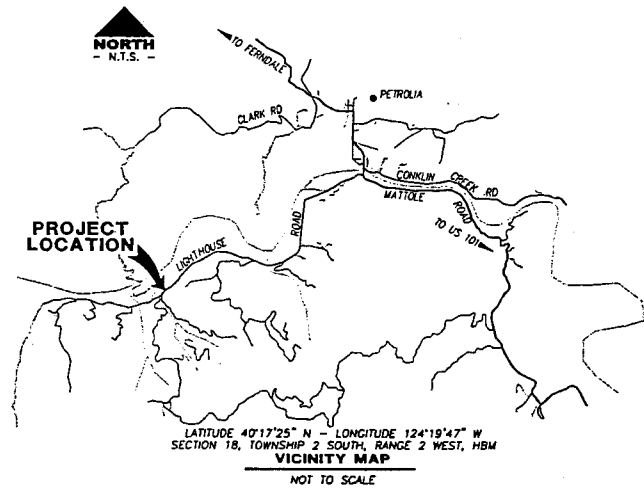 NORTH
- N.T.S. -
TO FERNDALE
PETROLIA
CLARK RD
CONKLIN CREEK RD
MATTOLE ROAD
TO US 101
LIGHTHOUSE ROAD
PROJECT
LOCATION
LATITUDE 40°17'25" N - LONGITUDE 124°19'47" W
SECTION 18, TOWNSHIP 2 SOUTH, RANGE 2 WEST, HBM
VICINITY MAP
NOT TO SCALE